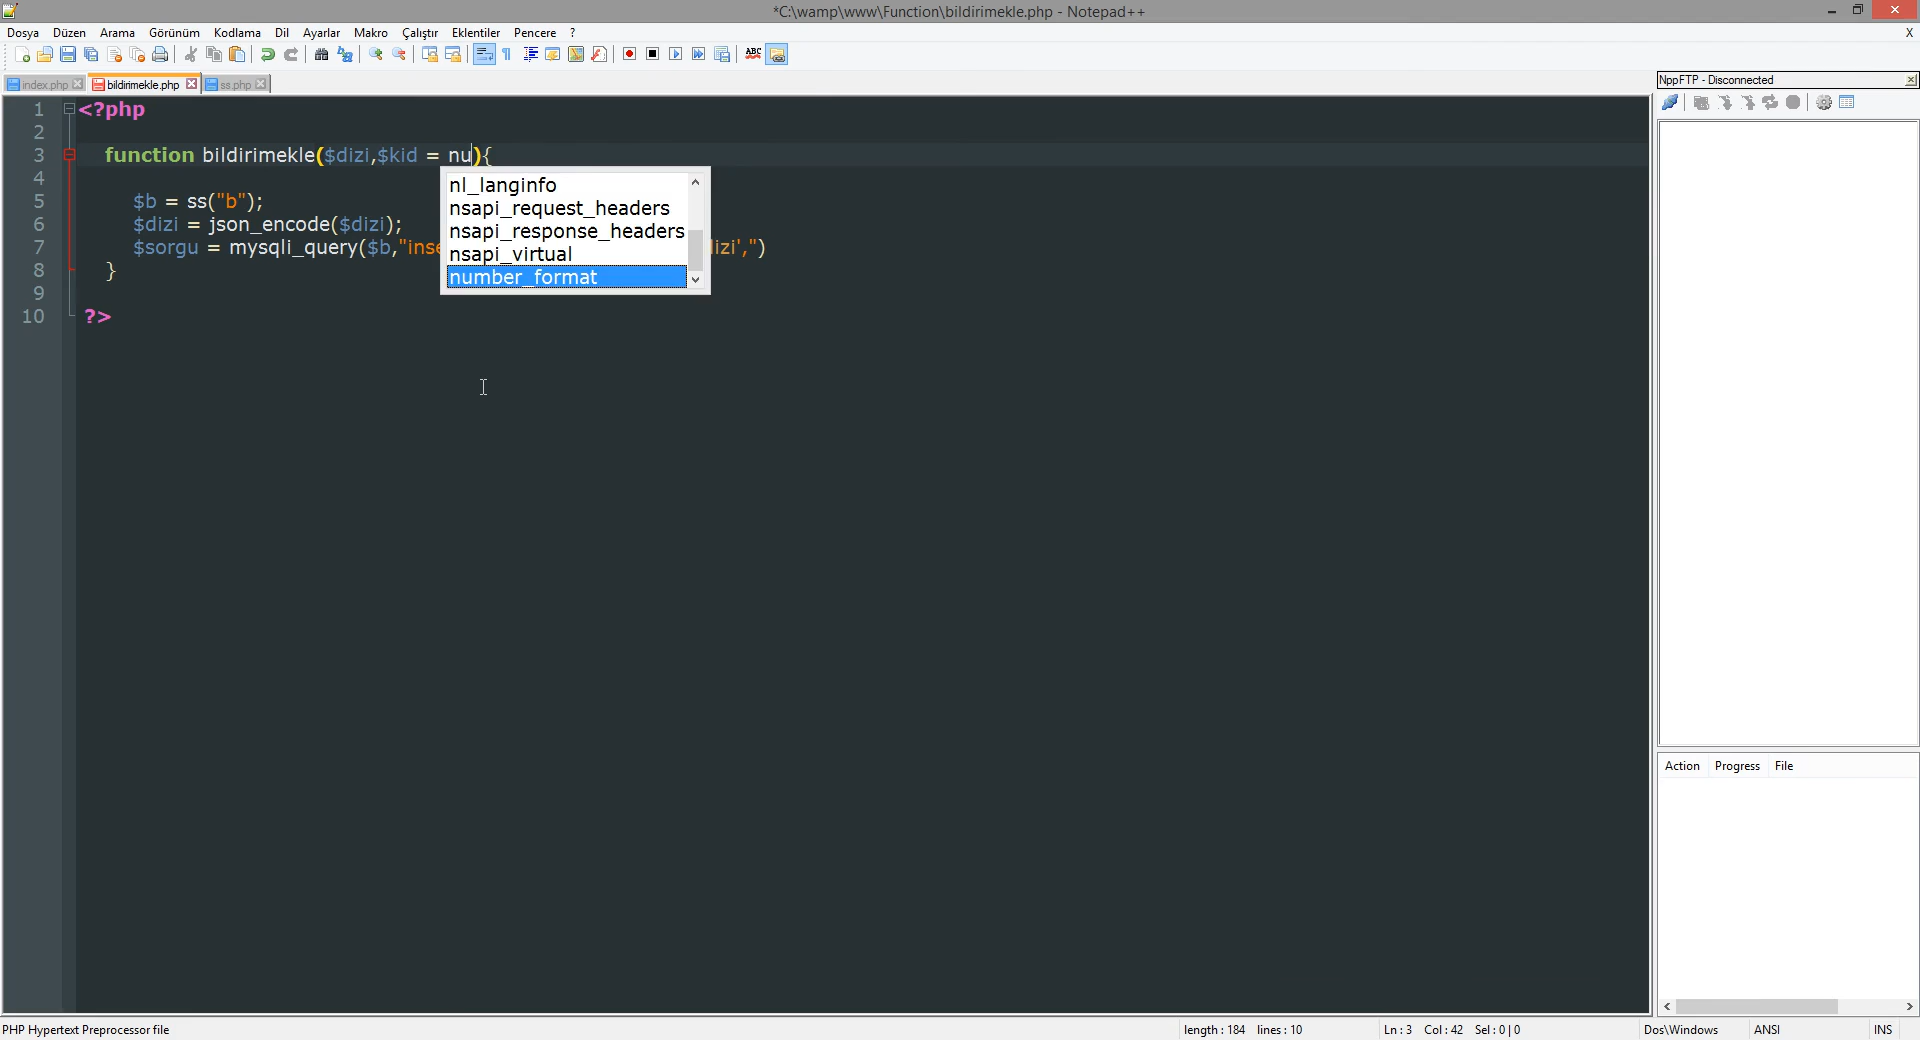 *C:\wamp\www\Function\bildirimekle.php - Notepad++
Dosya Düzen Arama Görünüm Kodlama Dil Ayarlar Makro Çalıştır Eklentiler Pencere ? X
index.php bildirimekle.php ss.php
NppFTP - Disconnected
1 <?php
2
3 function bildirimekle($dizi,$kid = nu){
4
5 $b = ss("b");
6 $dizi = json_encode($dizi);
7 $sorgu = mysqli_query($b,"inse izi',")
8 }
9
10 ?>
nl_langinfo
nsapi_request_headers
nsapi_response_headers
nsapi_virtual
number_format
Action Progress File
PHP Hypertext Preprocessor file length : 184 lines : 10 Ln : 3 Col : 42 Sel : 0 | 0 Dos\Windows ANSI INS